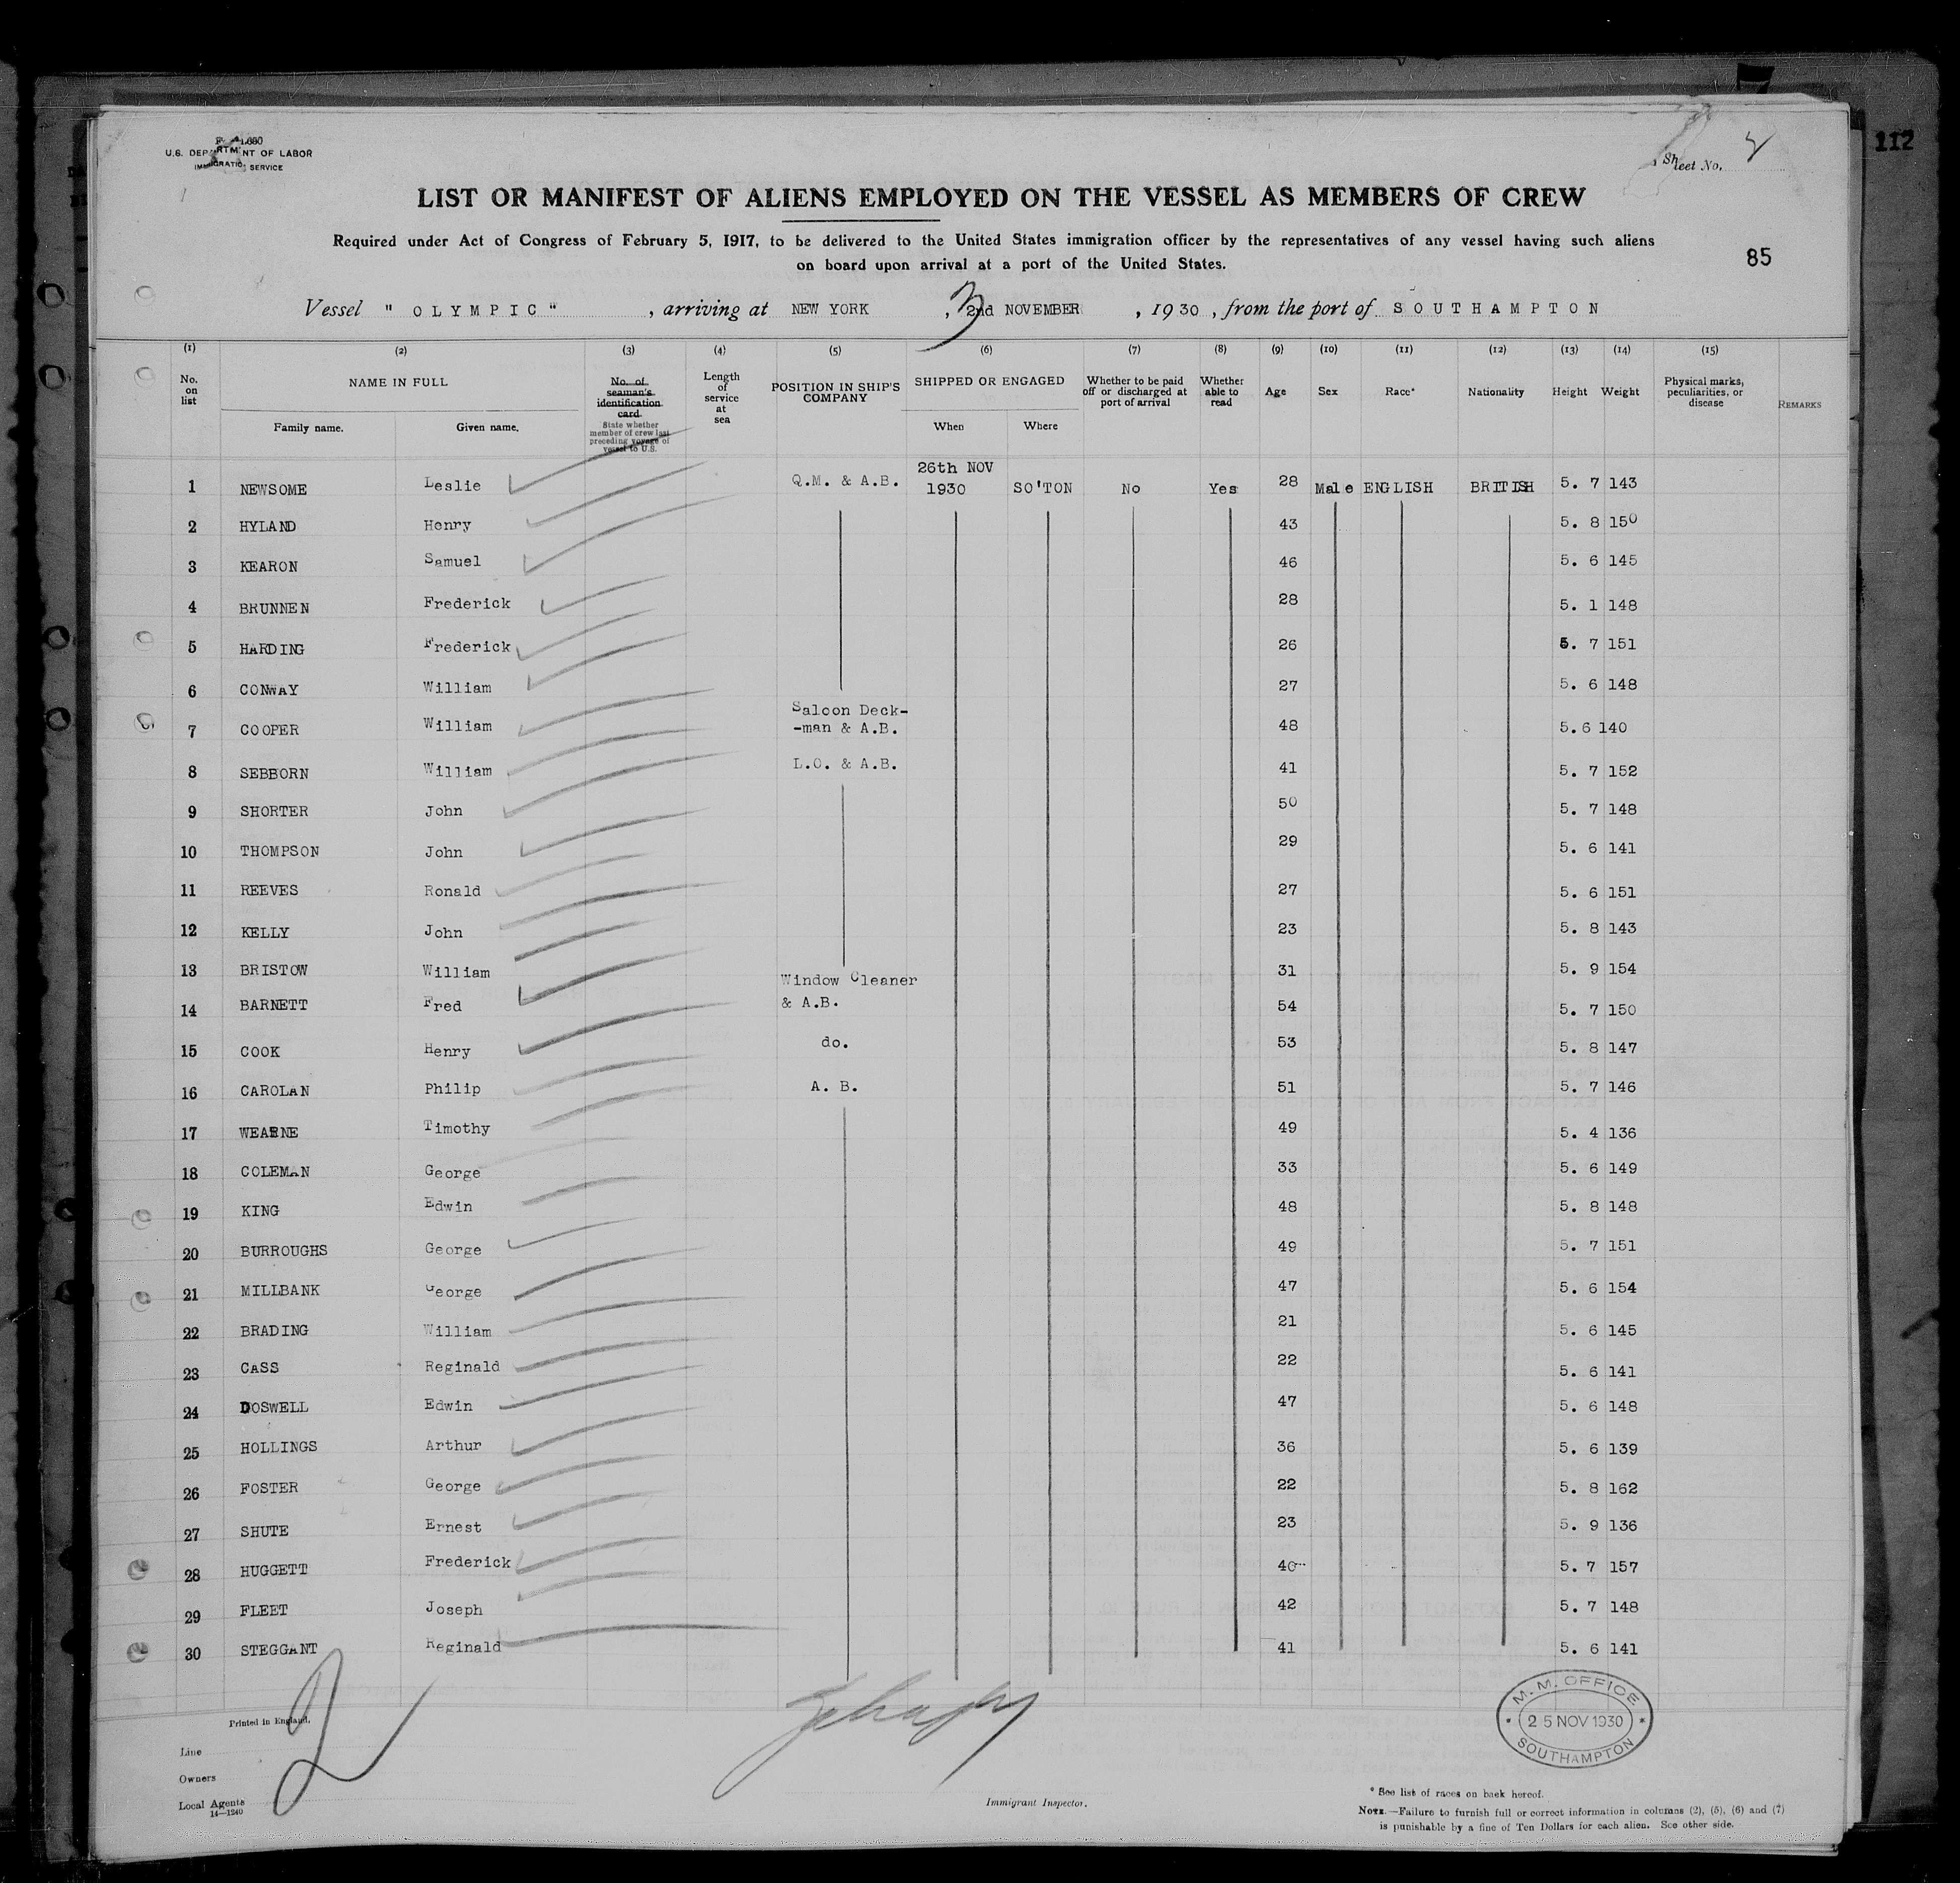 112
U.S. DEPARTMENT OF LABOR
IMMIGRATION SERVICE
Sheet No. 2
LIST OR MANIFEST OF ALIENS EMPLOYED ON THE VESSEL AS MEMBERS OF CREW
Required under Act of Congress of February 5, 1917, to be delivered to the United States immigration officer by the representatives of any vessel having such aliens
on board upon arrival at a port of the United States.
85
Vessel " OLYMPIC " , arriving at NEW YORK , 2nd NOVEMBER , 1930 , from the port of SOUTHAMPTON
(1) (2) (3) (4) (5) (6) (7) (8) (9) (10) (11) (12) (13) (14) (15)
No. on list NAME IN FULL Family name. Given name. No. of seaman's identification card. State whether member of crew last preceding voyage of vessel to U.S. Length of service at sea POSITION IN SHIP'S COMPANY SHIPPED OR ENGAGED When Where Whether to be paid off or discharged at port of arrival Whether able to read Age Sex Race* Nationality Height Weight Physical marks, peculiarities, or disease REMARKS
1 NEWSOME Leslie Q.M. & A.B. 26th NOV 1930 SO'TON No Yes 28 Male ENGLISH BRITISH 5. 7 143
2 HYLAND Henry 43 5. 8 150
3 KEARON Samuel 46 5. 6 145
4 BRUNNEN Frederick 28 5. 1 148
5 HARDING Frederick 26 5. 7 151
6 CONWAY William 27 5. 6 148
7 COOPER William Saloon Deck- -man & A.B. 48 5.6 140
8 SEBBORN William L.O. & A.B. 41 5. 7 152
9 SHORTER John 50 5. 7 148
10 THOMPSON John 29 5. 6 141
11 REEVES Ronald 27 5. 6 151
12 KELLY John 23 5. 8 143
13 BRISTOW William 31 5. 9 154
14 BARNETT Fred Window Cleaner & A.B. 54 5. 7 150
15 COOK Henry do. 53 5. 8 147
16 CAROLAN Philip A. B. 51 5. 7 146
17 WEARNE Timothy 49 5. 4 136
18 COLEMAN George 33 5. 6 149
19 KING Edwin 48 5. 8 148
20 BURROUGHS George 49 5. 7 151
21 MILLBANK George 47 5. 6 154
22 BRADING William 21 5. 6 145
23 CASS Reginald 22 5. 6 141
24 DOSWELL Edwin 47 5. 6 148
25 HOLLINGS Arthur 36 5. 6 139
26 FOSTER George 22 5. 8 162
27 SHUTE Ernest 23 5. 9 136
28 HUGGETT Frederick 40 5. 7 157
29 FLEET Joseph 42 5. 7 148
30 STEGGANT Reginald 41 5. 6 141
M. M. OFFICE
25 NOV 1930
SOUTHAMPTON
Printed in England.
2
Line
Owners
Local Agents
14—1240
Immigrant Inspector.
* See list of races on back hereof.
NOTE.—Failure to furnish full or correct information in columns (2), (5), (6) and (7)
is punishable by a fine of Ten Dollars for each alien. See other side.